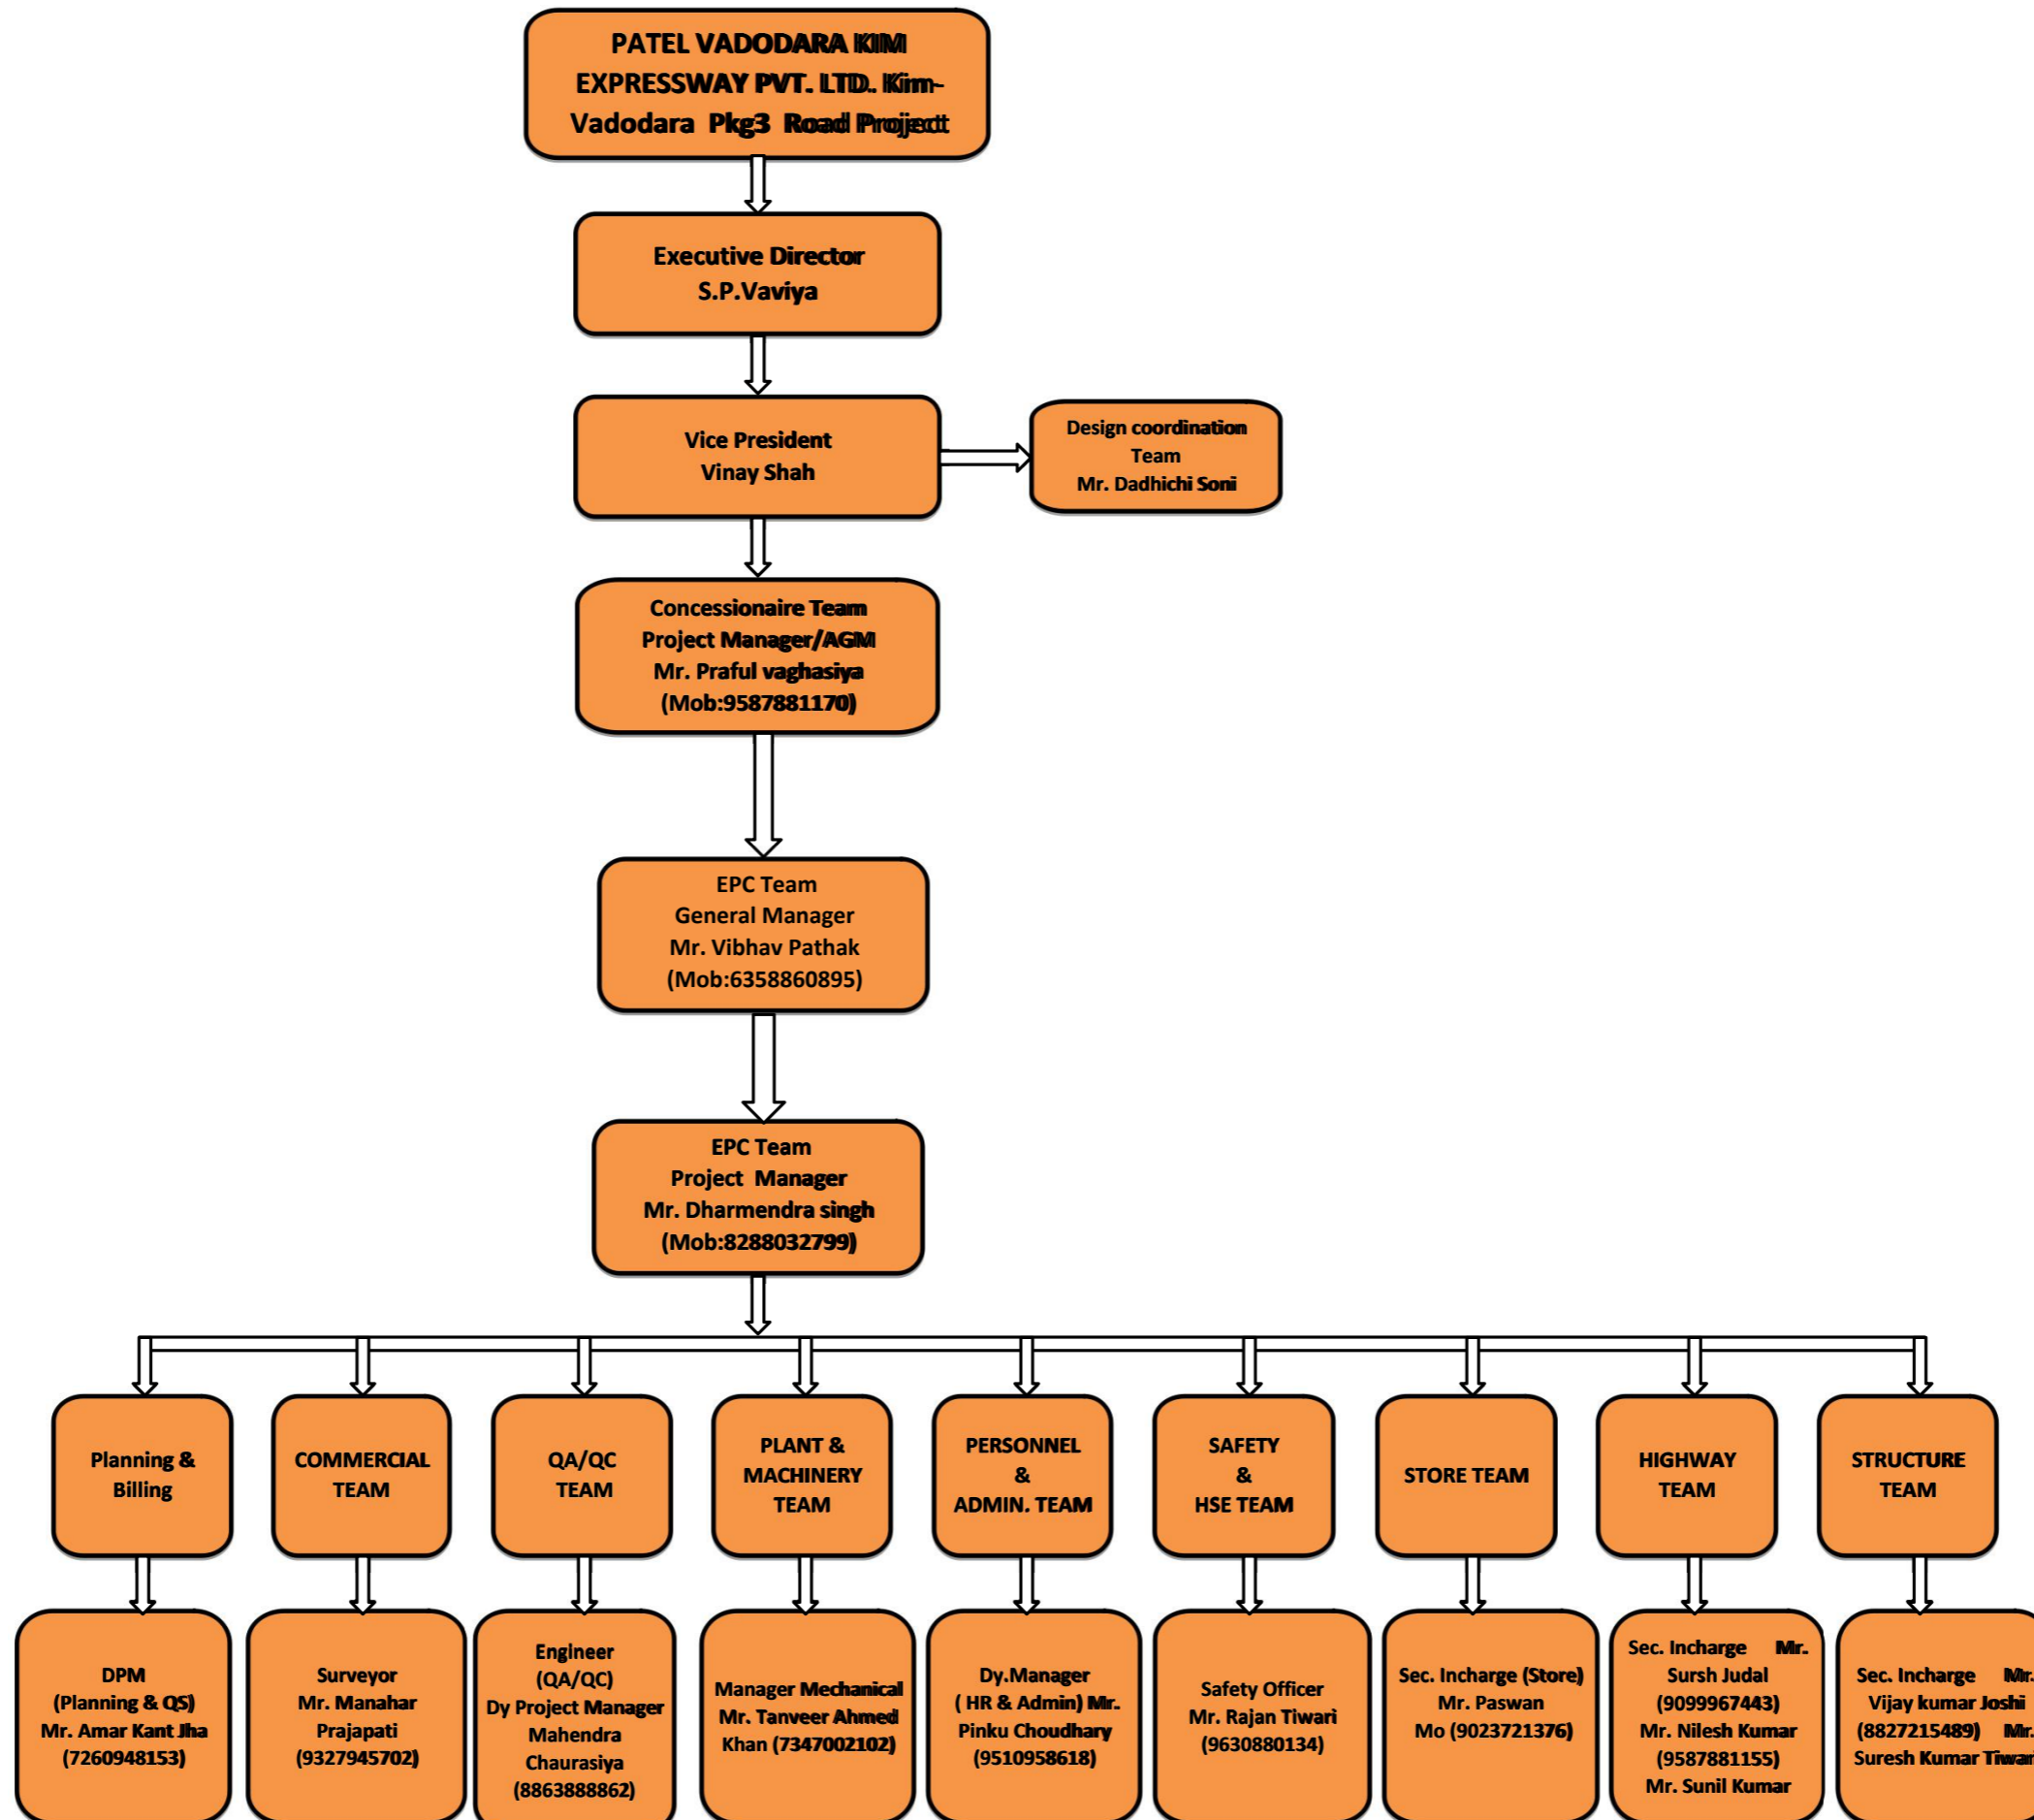 PATEL VADODARA KIM
EXPRESSWAY PVT. LTD. Kim-
Vadodara Pkg3 Road Project
Executive Director
S.P.Vaviya
Vice President
Vinay Shah
Design coordination
Team
Mr. Dadhichi Soni
Concessionaire Team
Project Manager/AGM
Mr. Praful vaghasiya
(Mob:9587881170)
EPC Team
General Manager
Mr. Vibhav Pathak
(Mob:6358860895)
EPC Team
Project Manager
Mr. Dharmendra singh
(Mob:8288032799)
Planning &
Billing
COMMERCIAL
TEAM
QA/QC
TEAM
PLANT &
MACHINERY
TEAM
PERSONNEL
&
ADMIN. TEAM
SAFETY
&
HSE TEAM
STORE TEAM
HIGHWAY
TEAM
STRUCTURE
TEAM
DPM
(Planning & QS)
Mr. Amar Kant Jha
(7260948153)
Surveyor
Mr. Manahar
Prajapati
(9327945702)
Engineer
(QA/QC)
Dy Project Manager
Mahendra
Chaurasiya
(8863888862)
Manager Mechanical
Mr. Tanveer Ahmed
Khan (7347002102)
Dy.Manager
( HR & Admin) Mr.
Pinku Choudhary
(9510958618)
Safety Officer
Mr. Rajan Tiwari
(9630880134)
Sec. Incharge (Store)
Mr. Paswan
Mo (9023721376)
Sec. Incharge Mr.
Sursh Judal
(9099967443)
Mr. Nilesh Kumar
(9587881155)
Mr. Sunil Kumar
Sec. Incharge Mr.
Vijay kumar Joshi
(8827215489) Mr.
Suresh Kumar Tiwari